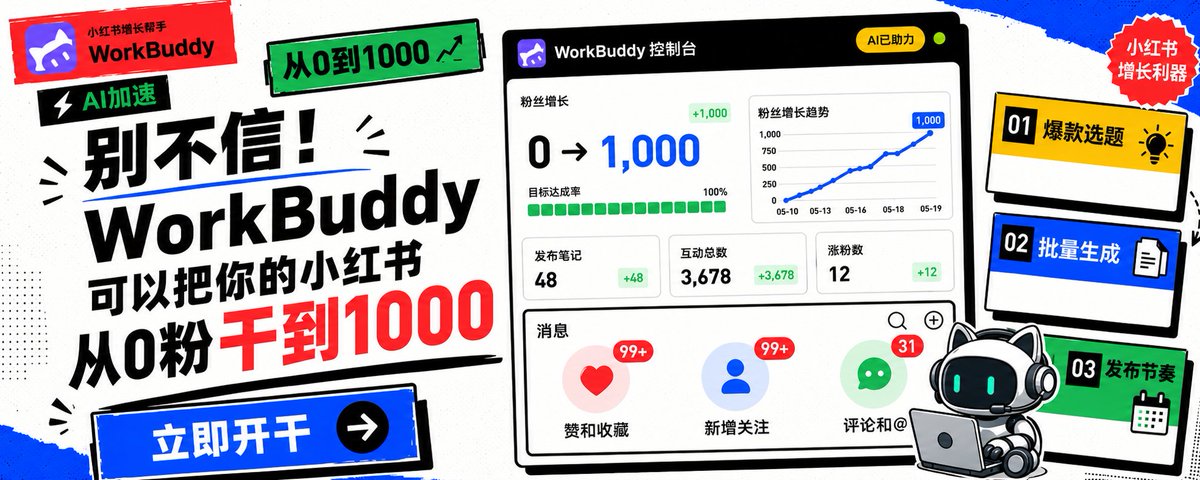 小红书增长帮手
WorkBuddy
AI加速
从0到1000
别不信！
WorkBuddy
可以把你的小红书
从0粉干到1000
立即开干
WorkBuddy 控制台
AI已助力
粉丝增长
+1,000
0 → 1,000
目标达成率
100%
粉丝增长趋势
1,000
1,000
750
500
250
0
05-10 05-13 05-16 05-18 05-19
发布笔记
48
+48
互动总数
3,678
+3,678
涨粉数
12
+12
消息
99+
赞和收藏
99+
新增关注
31
评论和@
小红书
增长利器
01 爆款选题
02 批量生成
03 发布节奏